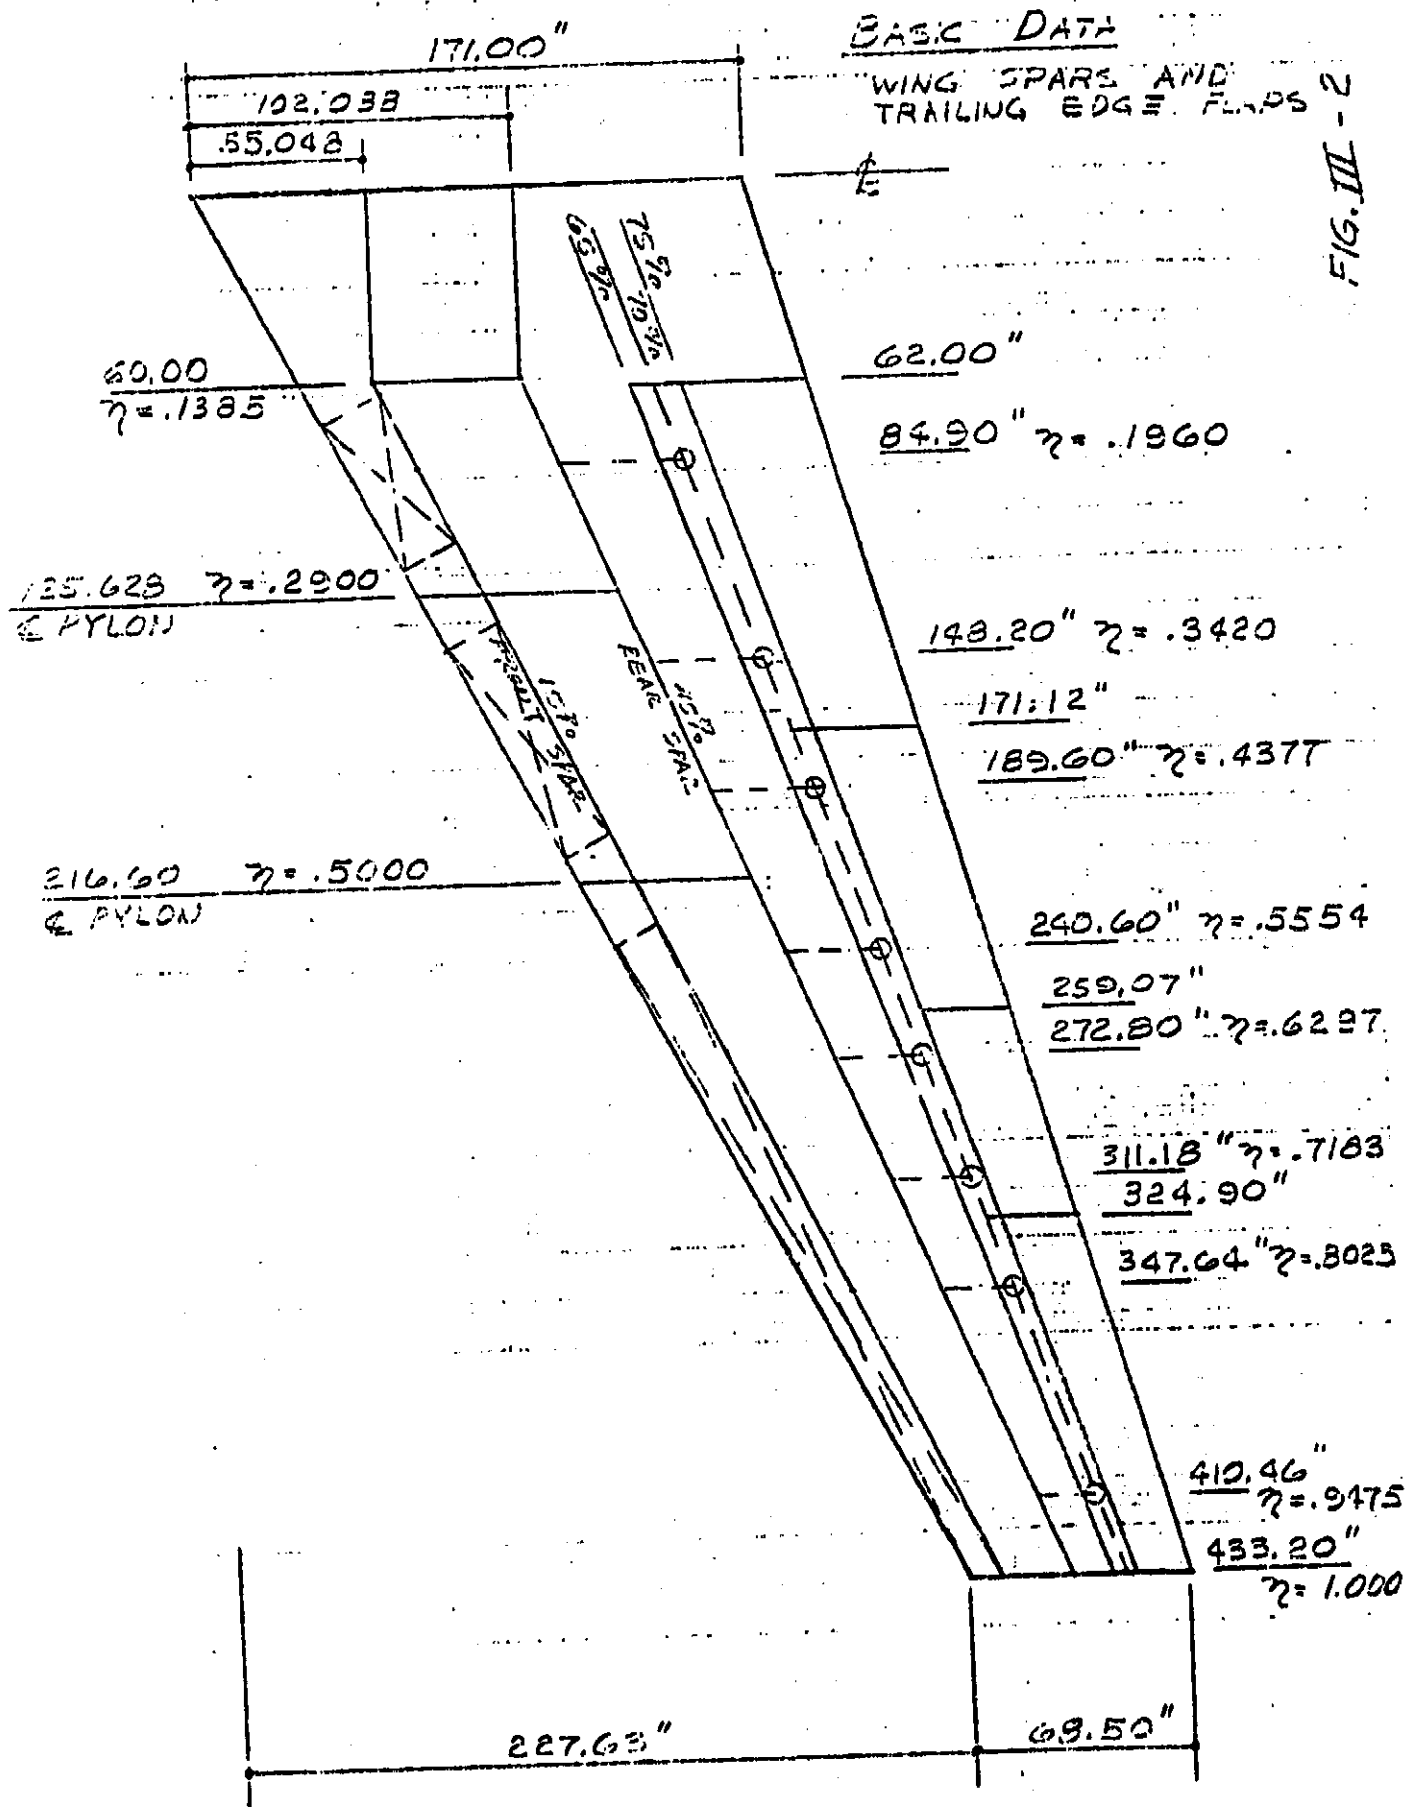 BASIC DATA
WING SPARS AND
TRAILING EDGE FLAPS
FIG. III - 2
171.00"
102.038
55.048
℄
75%
70%
65%
60.00
η = .1385
62.00"
84.90" η = .1960
125.628 η = .2900
℄ PYLON
148.20" η = .3420
171.12"
189.60" η = .4377
15%
FRONT SPAR
45%
REAR SPAR
216.60 η = .5000
℄ PYLON
240.60" η = .5554
259.07"
272.80" η = .6297
311.18" η = .7183
324.90"
347.64" η = .8025
410.46"
η = .9475
433.20"
η = 1.000
227.63"
68.50"